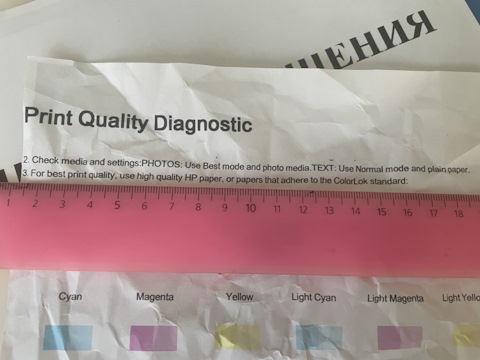 ЩЕНИЯ
Print Quality Diagnostic
2. Check media and settings:PHOTOS: Use Best mode and photo media.TEXT: Use Normal mode and plain paper.
3. For best print quality, use high quality HP paper, or papers that adhere to the ColorLok standard:
1 2 3 4 5 6 7 8 9 10 11 12 13 14 15 16 17 18
Cyan Magenta Yellow Light Cyan Light Magenta Light Yello